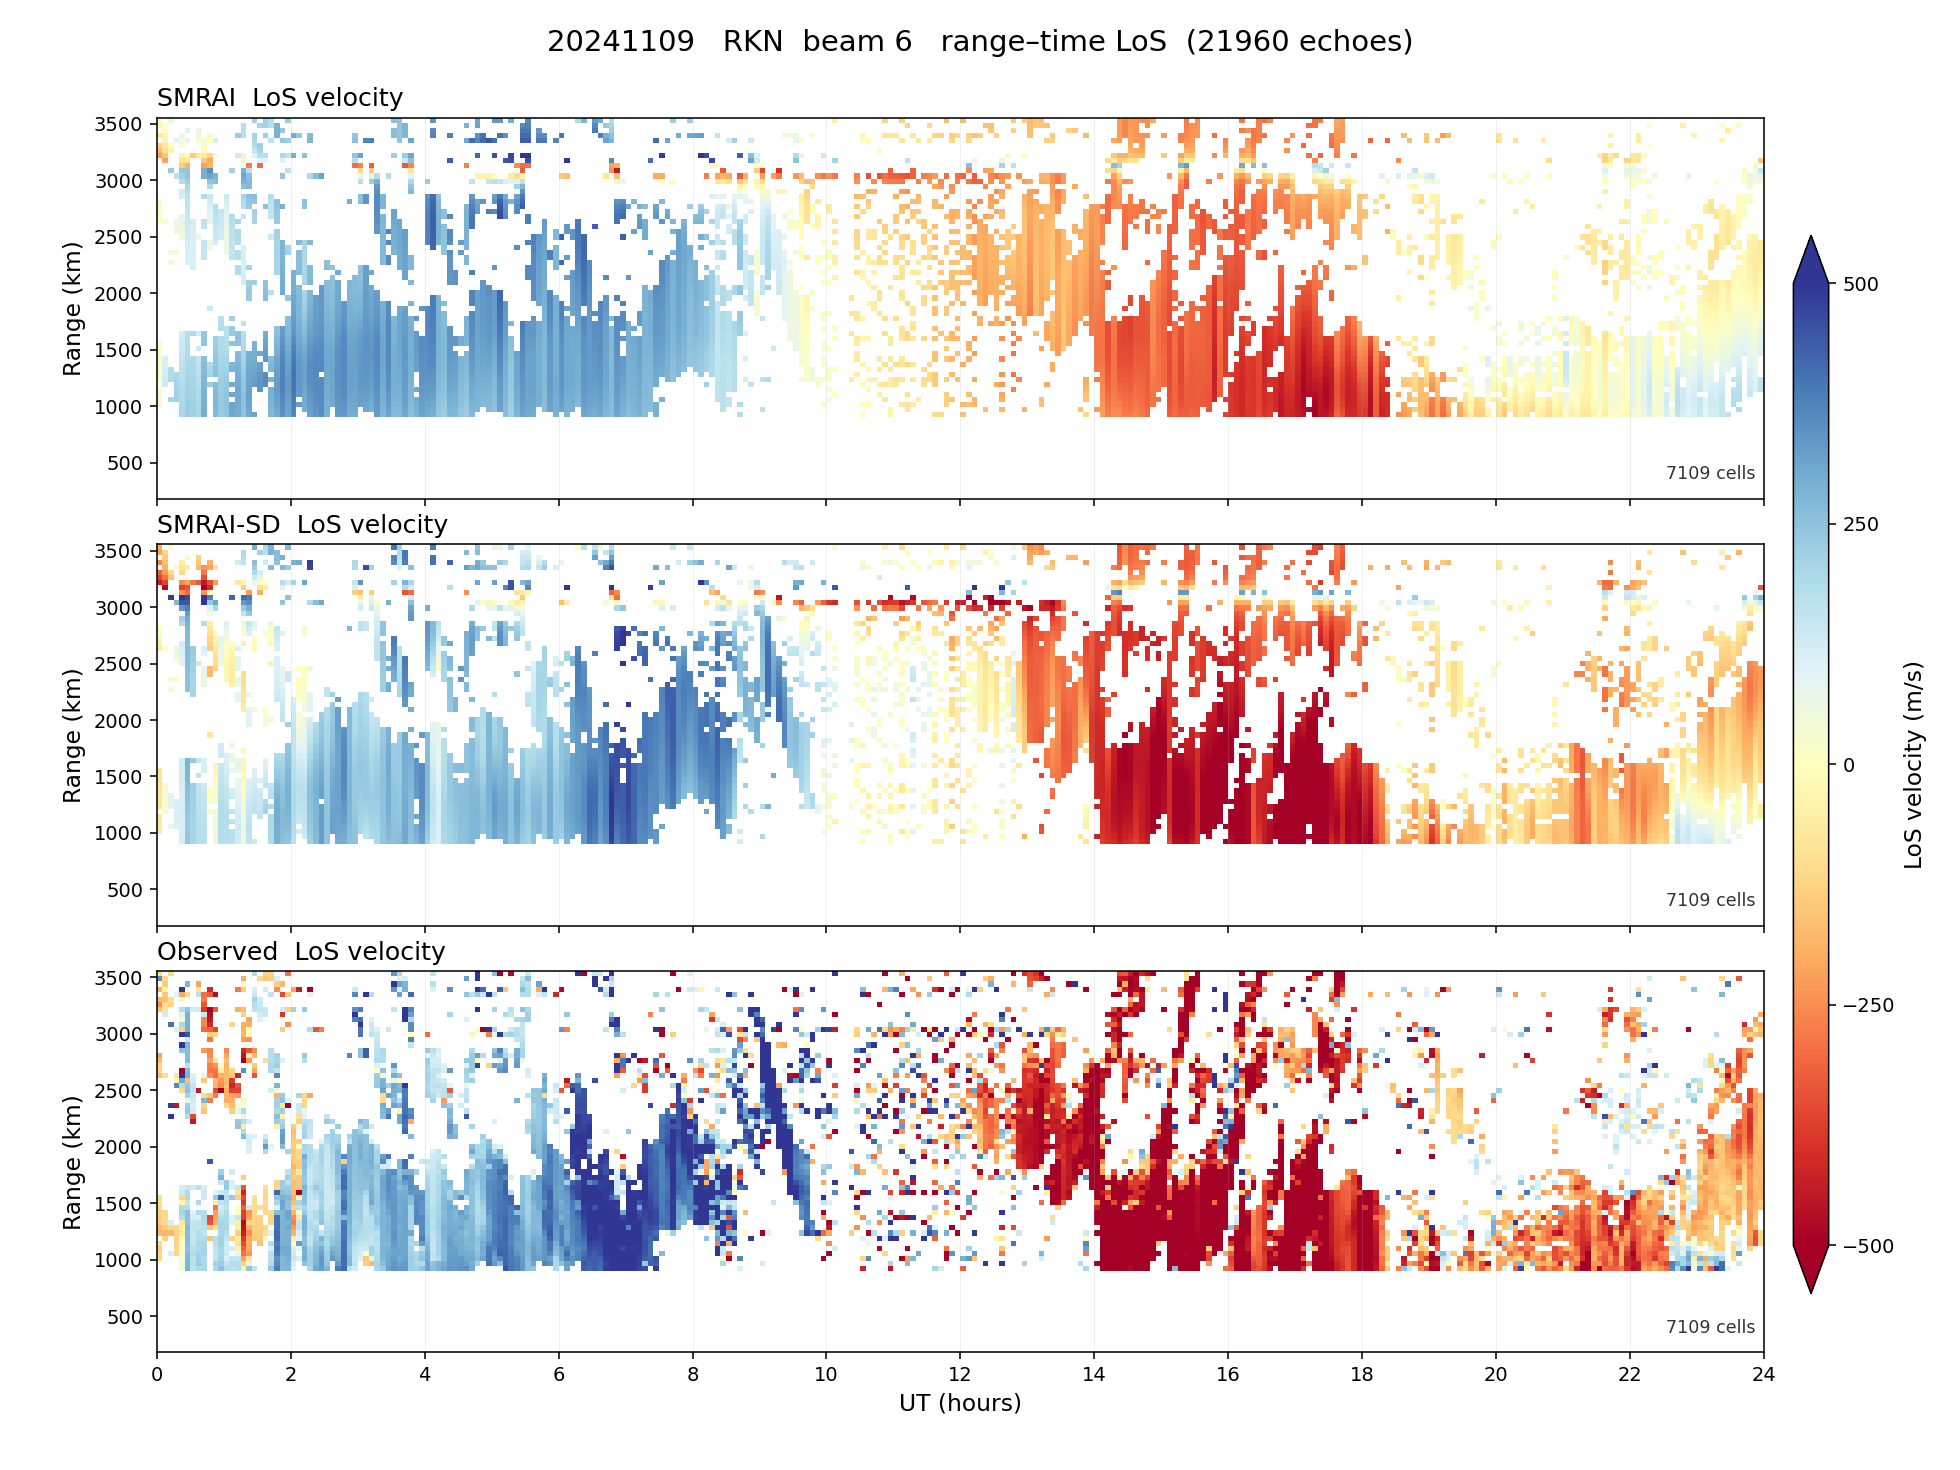 20241109   RKN  beam 6   range–time LoS  (21960 echoes)
SMRAI  LoS velocity
3500
3000
2500
2000
1500
1000
500
Range (km)
7109 cells
SMRAI-SD  LoS velocity
3500
3000
2500
2000
1500
1000
500
Range (km)
7109 cells
Observed  LoS velocity
3500
3000
2500
2000
1500
1000
500
Range (km)
7109 cells
0 2 4 6 8 10 12 14 16 18 20 22 24
UT (hours)
500
250
0
−250
−500
LoS velocity (m/s)